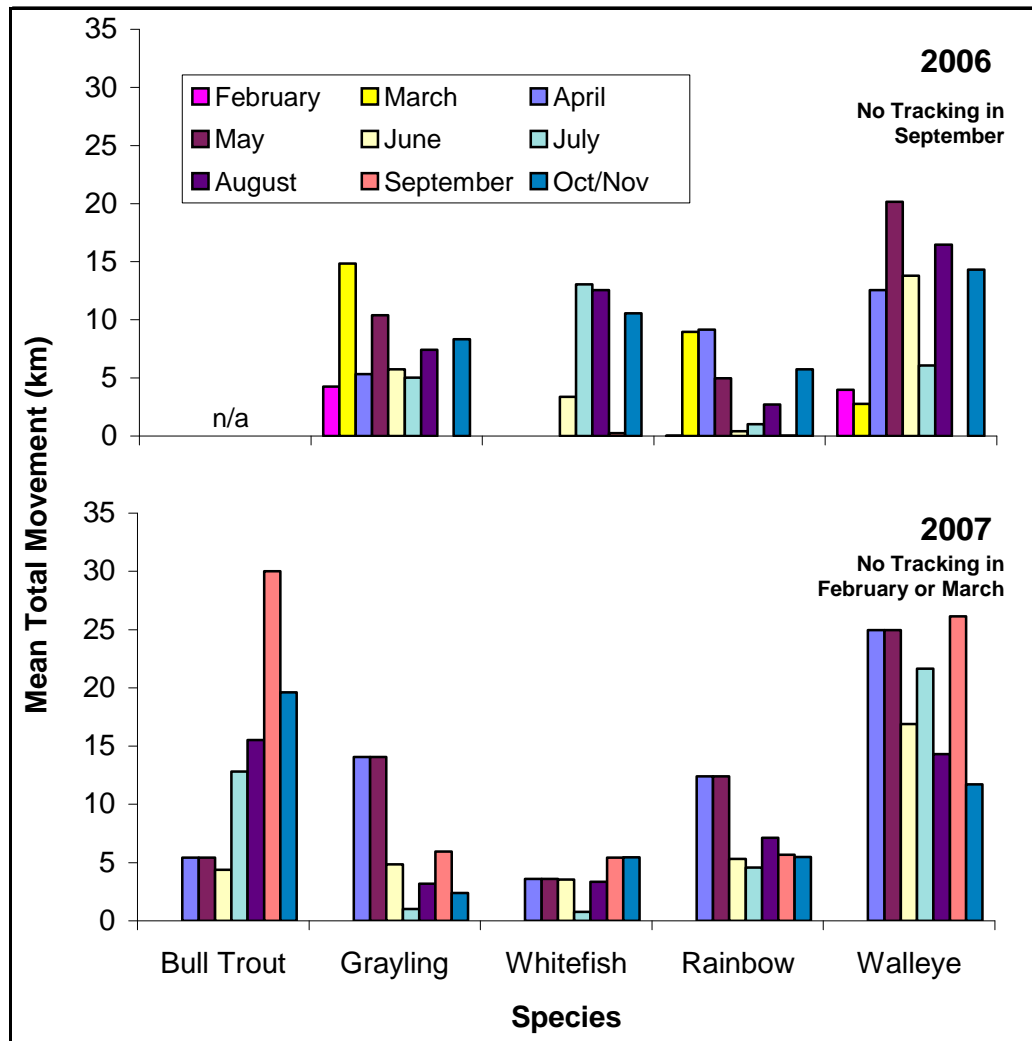 35
30
25
20
15
10
5
0
2006
No Tracking in
September
February March April
May June July
August September Oct/Nov
n/a
Mean Total Movement (km)
35
30
25
20
15
10
5
0
2007
No Tracking in
February or March
Bull Trout Grayling Whitefish Rainbow Walleye
Species